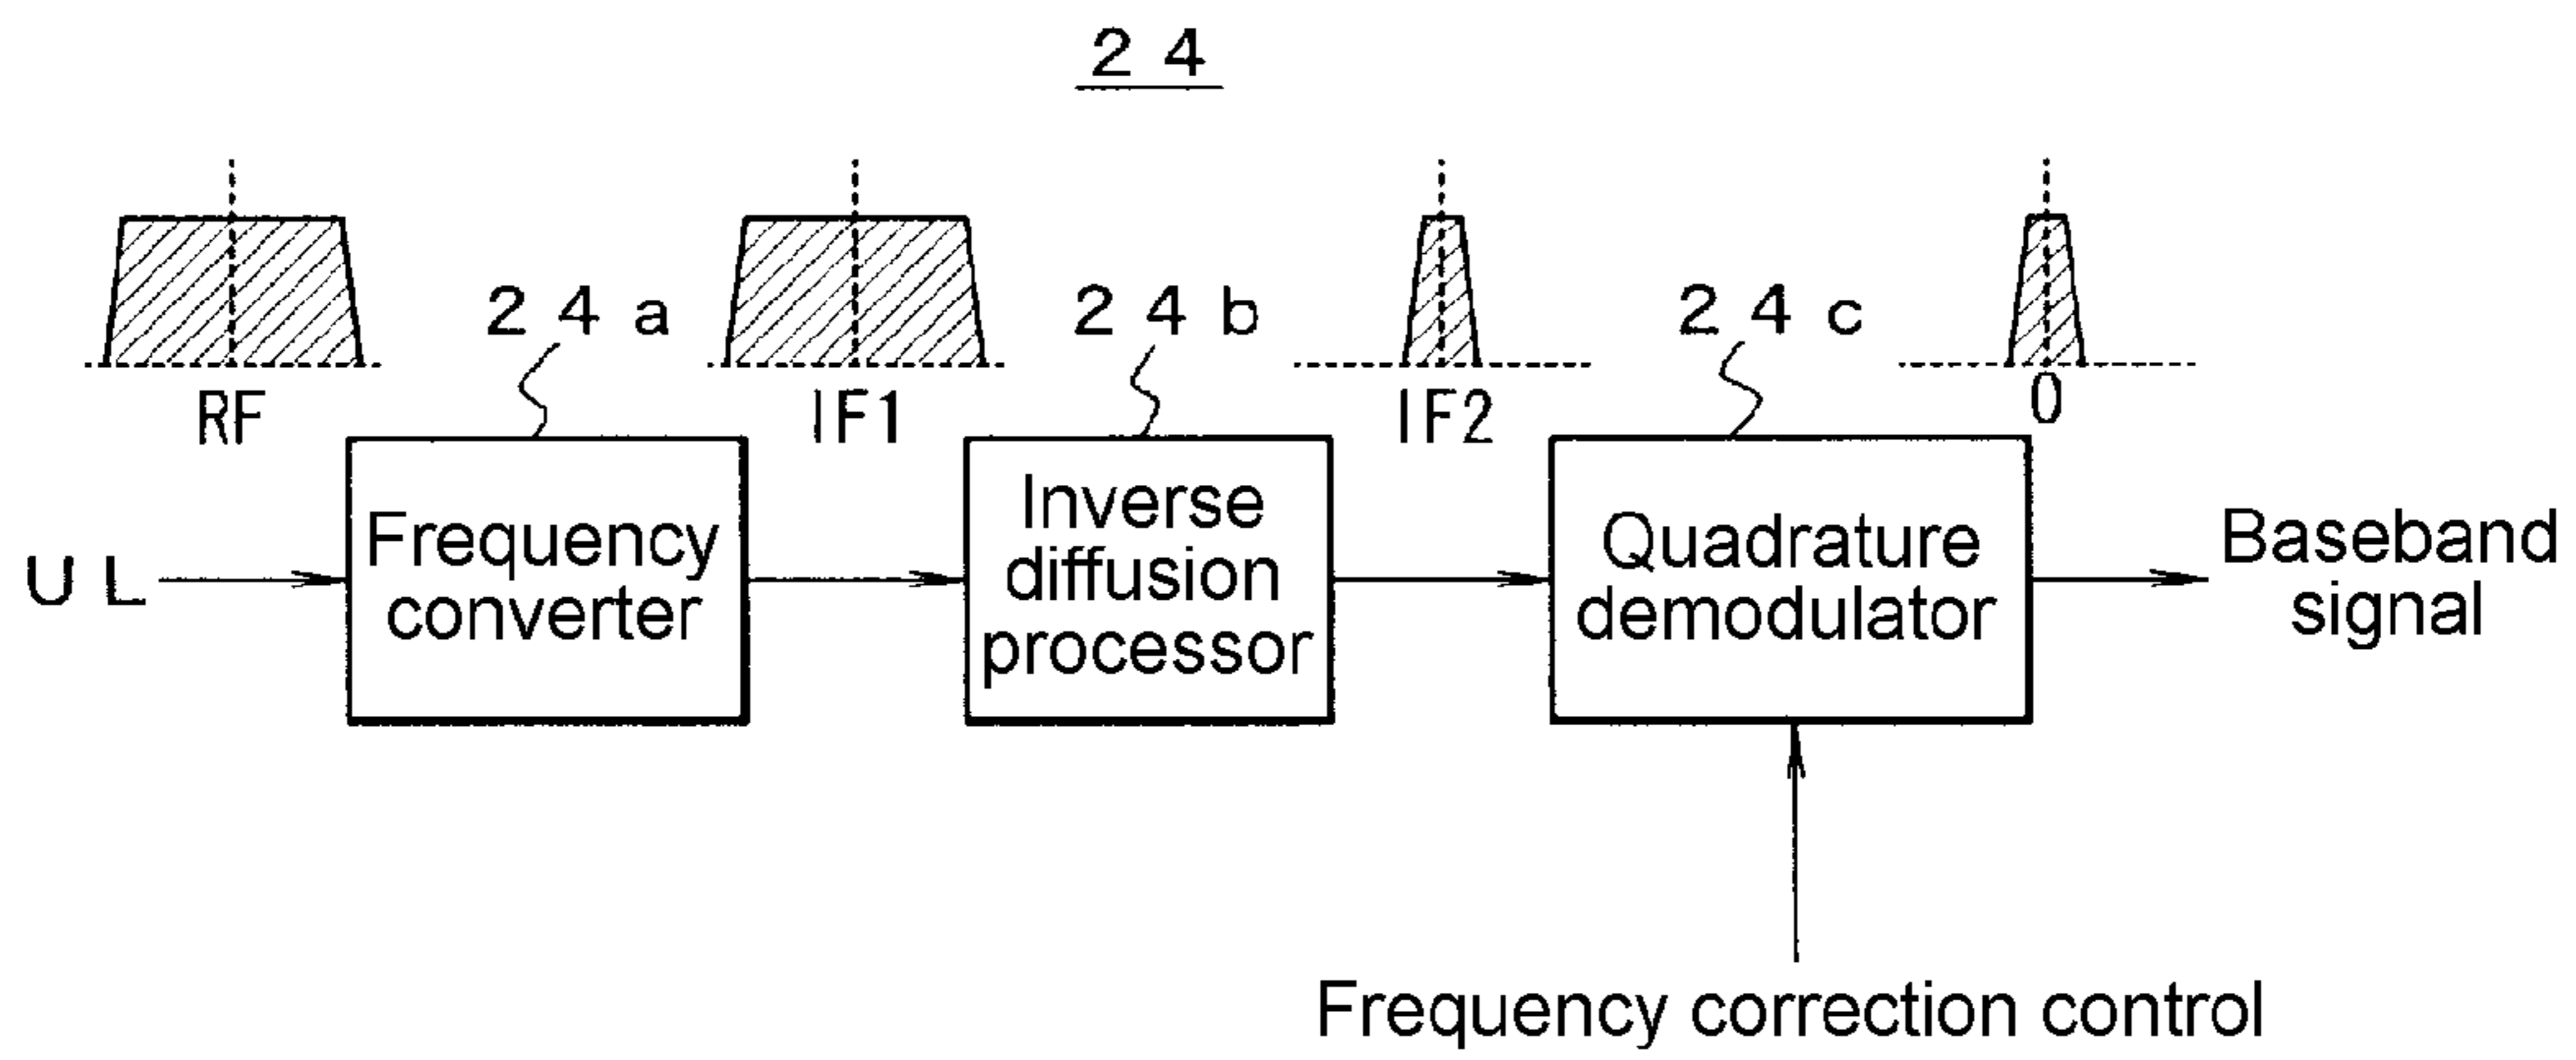 24
24a
24b
24c
RF
IF1
IF2
0
UL
Frequency
converter
Inverse
diffusion
processor
Quadrature
demodulator
Baseband
signal
Frequency correction control